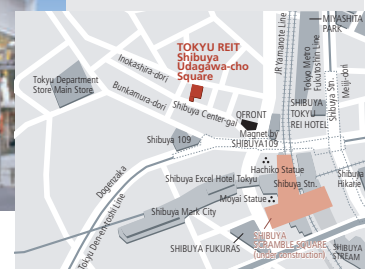 MIYASHITA
PARK
TOKYU REIT
Shibuya
Udagawa-cho
Square
JR Yamanote Line
Tokyo Metro
Fukutoshi Line
Shibuya Stn.
Meiji-dori
Inokashira-dori
Tokyu Department
Store Main Store
Bunkamura-dori
Shibuya Center-gai
QFRONT
SHIBUYA
TOKYU
REI HOTEL
Magnet by
SHIBUYA109
Shibuya 109
Hachiko Statue
Shibuya Stn.
Shibuya
Hikarie
Dogenzaka
Shibuya Excel Hotel Tokyu
Moyai Statue
Shibuya Mark City
Tokyu Den-en-toshi Line
SHIBUYA FUKURAS
SHIBUYA
SCRAMBLE SQUARE
(under construction)
SHIBUYA
STREAM